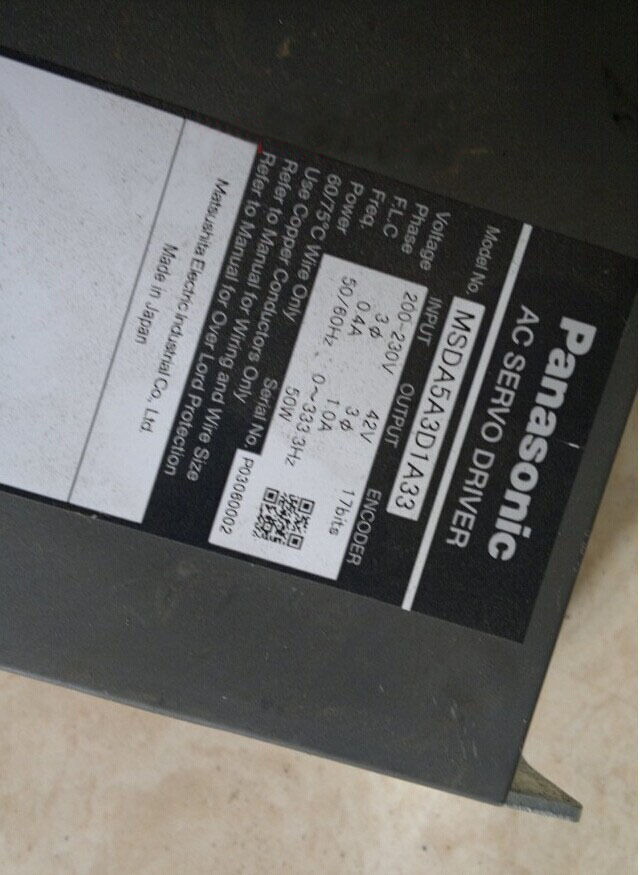 Panasonic
AC SERVO DRIVER
Model No. MSDA5A3D1A33
INPUT OUTPUT ENCODER
Voltage 200-230V 42V 17bits
Phase 3ϕ 3ϕ
F.L.C 0.4A 1.0A
Freq. 50/60Hz 0~333.3Hz
Power 50W
60/75°C Wire Only
Use Copper Conductors Only
Refer to Manual for Wiring and Wire Size
Refer to Manual for Over Lord Protection
Serial No. P03060002
Matsushita Electric Industrial Co., Ltd.
Made in Japan